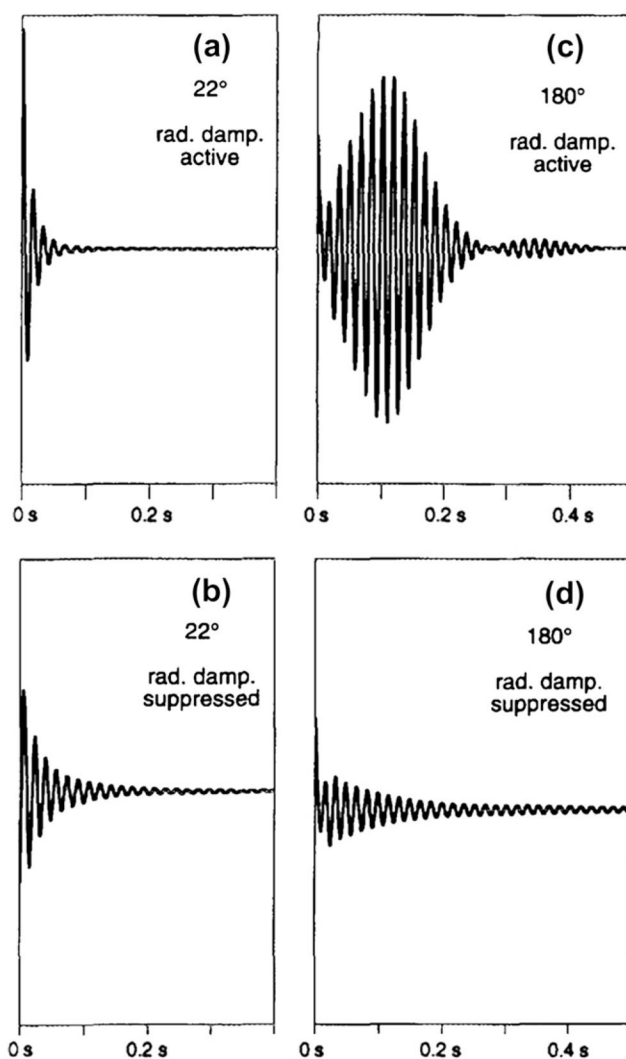 (a)
22°
rad. damp.
active
0 s
0.2 s
(c)
180°
rad. damp.
active
0 s
0.2 s
0.4 s
(b)
22°
rad. damp.
suppressed
0 s
0.2 s
(d)
180°
rad. damp.
suppressed
0 s
0.2 s
0.4 s